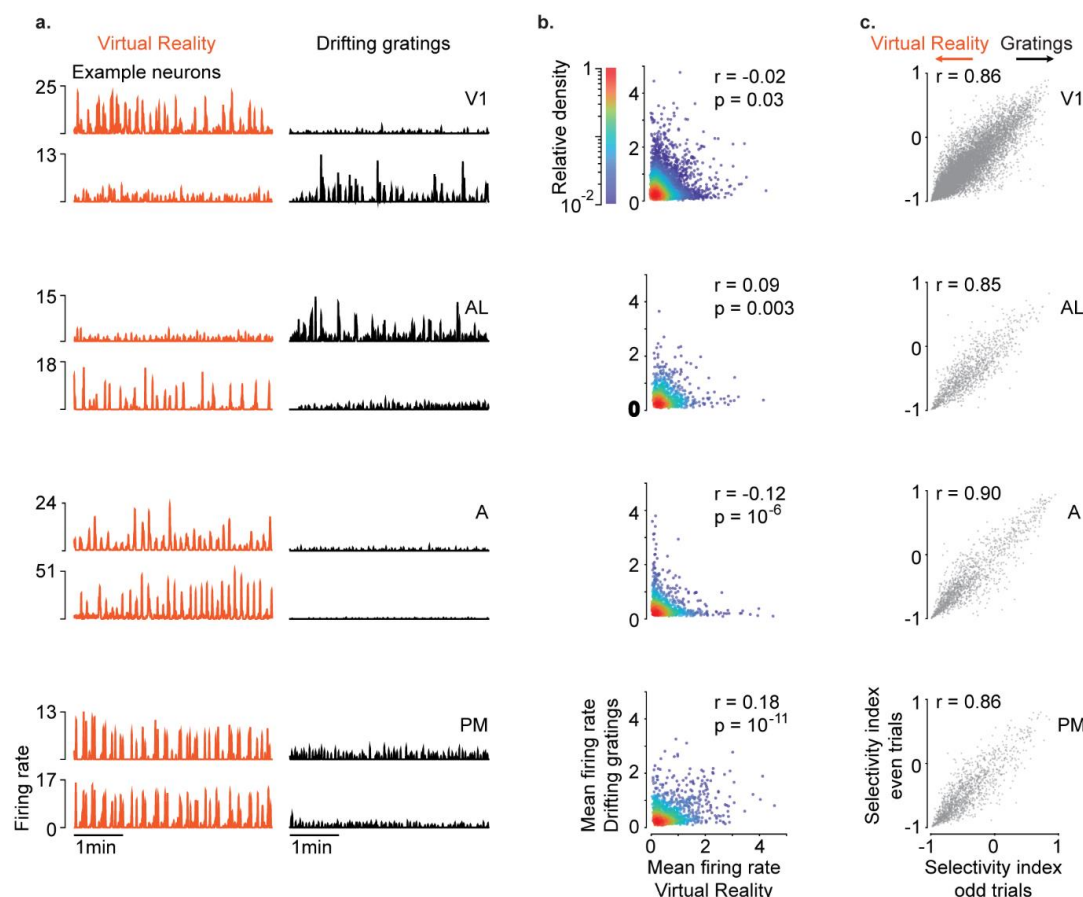 a.
Virtual Reality
Drifting gratings
Example neurons
25
V1
13
15
AL
18
24
A
51
13
PM
17
0
Firing rate
1min
1min
b.
1
Relative density
10-2
4
2
0
r = -0.02
p = 0.03
4
2
0
r = 0.09
p = 0.003
4
2
0
r = -0.12
p = 10-6
4
2
0
r = 0.18
p = 10-11
Mean firing rate
Drifting gratings
0 2 4
Mean firing rate
Virtual Reality
c.
Virtual Reality
Gratings
1
0
-1
r = 0.86
V1
1
0
-1
r = 0.85
AL
1
0
-1
r = 0.90
A
1
0
-1
r = 0.86
PM
Selectivity index
even trials
-1 0 1
Selectivity index
odd trials